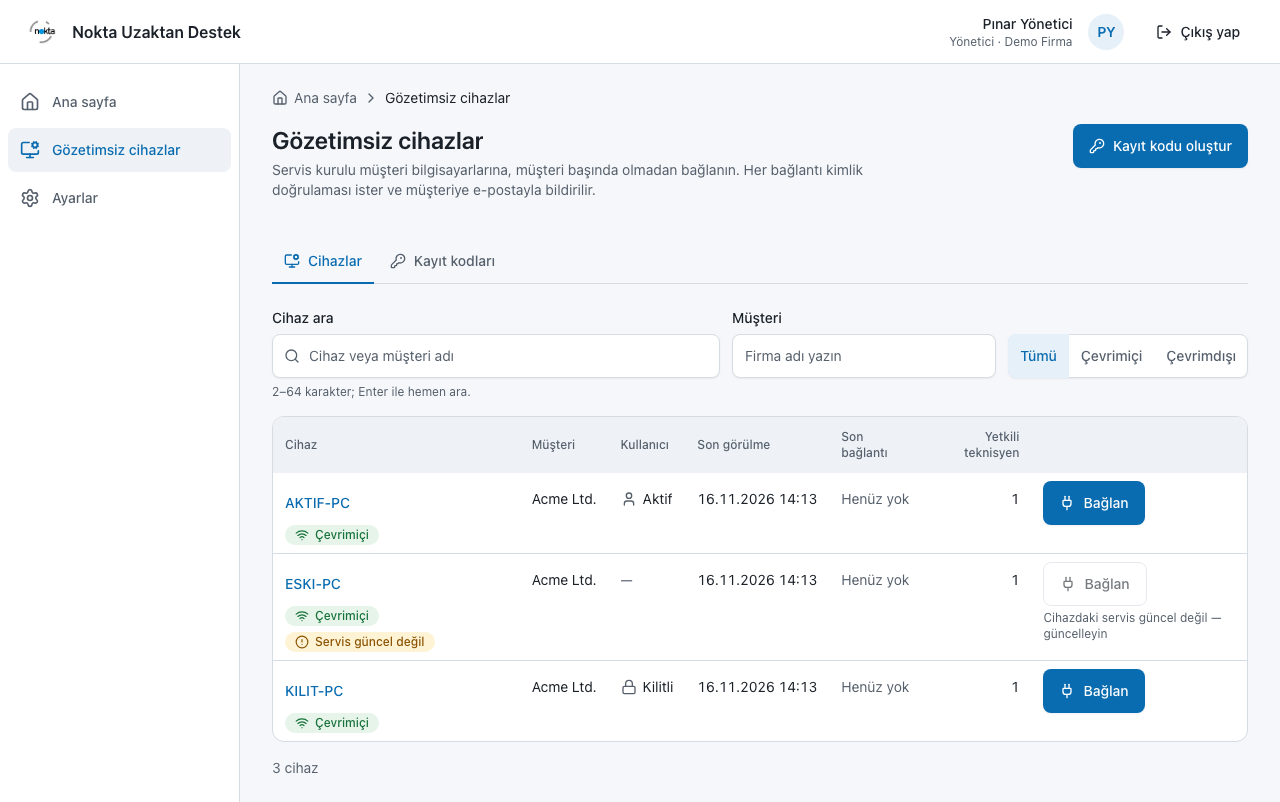 nokta
Nokta Uzaktan Destek
Pınar Yönetici
Yönetici · Demo Firma
PY
Çıkış yap
Ana sayfa
Gözetimsiz cihazlar
Ayarlar
Ana sayfa > Gözetimsiz cihazlar
Gözetimsiz cihazlar
Servis kurulu müşteri bilgisayarlarına, müşteri başında olmadan bağlanın. Her bağlantı kimlik
doğrulaması ister ve müşteriye e-postayla bildirilir.
Kayıt kodu oluştur
Cihazlar
Kayıt kodları
Cihaz ara
Cihaz veya müşteri adı
2–64 karakter; Enter ile hemen ara.
Müşteri
Firma adı yazın
Tümü
Çevrimiçi
Çevrimdışı
Cihaz
Müşteri
Kullanıcı
Son görülme
Son
bağlantı
Yetkili
teknisyen
AKTIF-PC
Çevrimiçi
Acme Ltd.
Aktif
16.11.2026 14:13
Henüz yok
1
Bağlan
ESKI-PC
Çevrimiçi
Servis güncel değil
Acme Ltd.
—
16.11.2026 14:13
Henüz yok
1
Bağlan
Cihazdaki servis güncel değil —
güncelleyin
KILIT-PC
Çevrimiçi
Acme Ltd.
Kilitli
16.11.2026 14:13
Henüz yok
1
Bağlan
3 cihaz